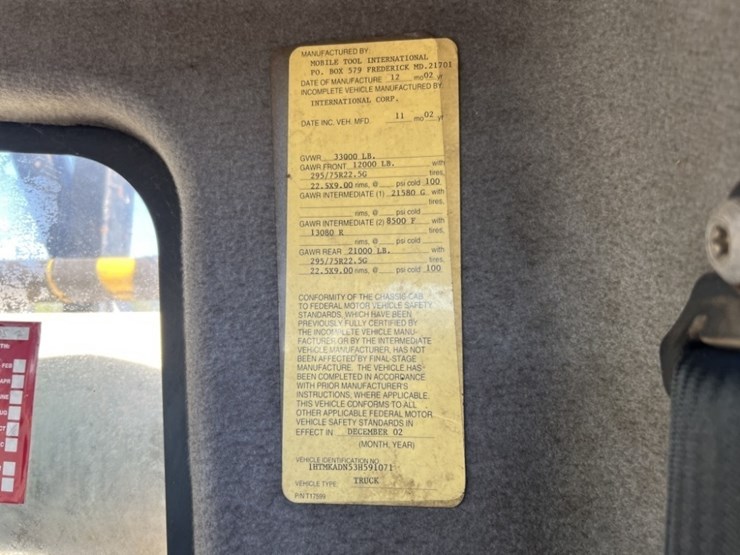 MANUFACTURED BY
MOBILE TOOL INTERNATIONAL
PO. BOX 579 FREDERICK MD.21701
DATE OF MANUFACTURE 12 mo 02 yr
INCOMPLETE VEHICLE MANUFACTURED BY
INTERNATIONAL CORP.
DATE INC. VEH. MFD. 11 mo 02 yr
GVWR 33000 LB.
GAWR FRONT 12000 LB. with
295/75R22.5G tires,
22.5X9.00 rims, @ psi cold 100
GAWR INTERMEDIATE (1) 21580 G with
tires,
rims, @ psi cold
GAWR INTERMEDIATE (2) 8500 F with
13080 R tires,
rims, @ psi cold
GAWR REAR 21000 LB. with
295/75R22.5G tires,
22.5X9.00 rims, @ psi cold 100
CONFORMITY OF THE CHASSIS-CAB
TO FEDERAL MOTOR VEHICLE SAFETY
STANDARDS, WHICH HAVE BEEN
PREVIOUSLY FULLY CERTIFIED BY
THE INCOMPLETE VEHICLE MANU-
FACTURER OR BY THE INTERMEDIATE
VEHICLE MANUFACTURER, HAS NOT
BEEN AFFECTED BY FINAL-STAGE
MANUFACTURE. THE VEHICLE HAS
BEEN COMPLETED IN ACCORDANCE
WITH PRIOR MANUFACTURER'S
INSTRUCTIONS, WHERE APPLICABLE.
THIS VEHICLE CONFORMS TO ALL
OTHER APPLICABLE FEDERAL MOTOR
VEHICLE SAFETY STANDARDS IN
EFFECT IN DECEMBER 02
(MONTH, YEAR)
VEHICLE IDENTIFICATION NO.
1HTMKADN53H591071
VEHICLE TYPE TRUCK
FEB
APR